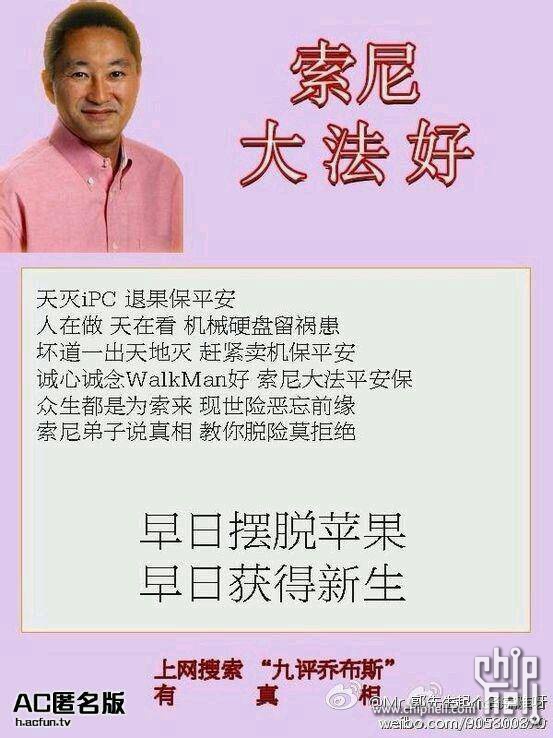 索尼
大法好
天灭iPC 退果保平安
人在做 天在看 机械硬盘留祸患
坏道一出天地灭 赶紧卖机保平安
诚心诚念WalkMan好 索尼大法平安保
众生都是为索来 现世险恶忘前缘
索尼弟子说真相 教你脱险莫拒绝
早日摆脱苹果
早日获得新生
上网搜索 “九评乔布斯”
有 真 相
AC匿名版
h.acfun.tv
chip
hell
www.chiphell.com
weibo.com/u/905800870